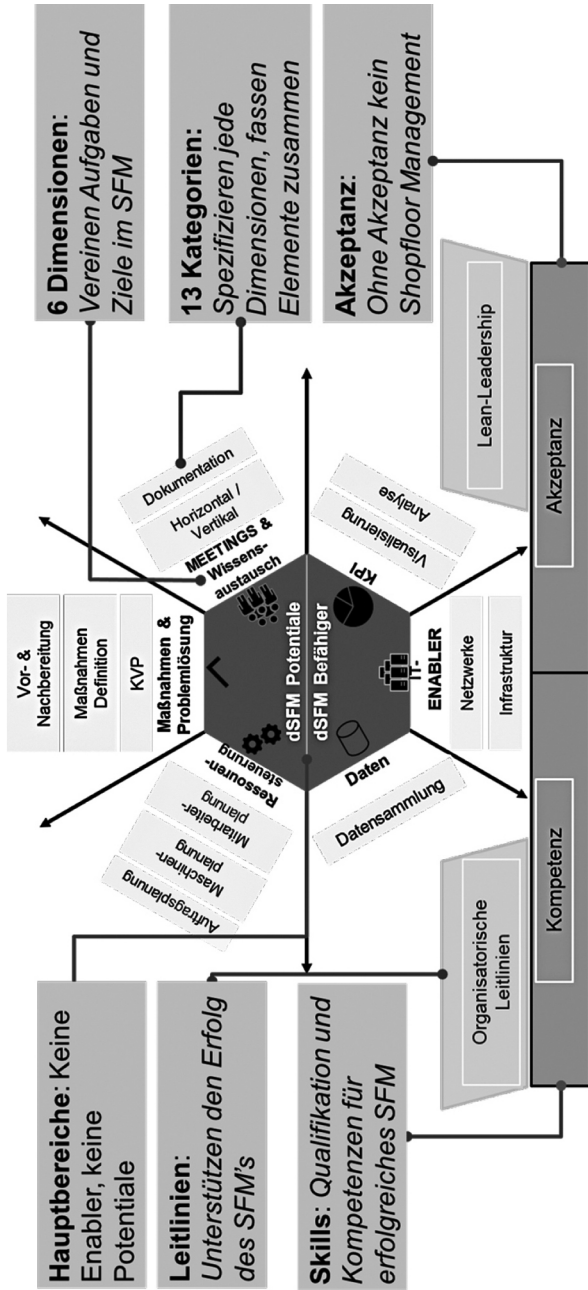 Hauptbereiche: Keine
Enabler, keine
Potentiale
Leitlinien:
Unterstützen den Erfolg
des SFM's
Skills: Qualifikation und
Kompetenzen für
erfolgreiches SFM
Vor- &
Nachbereitung
Maßnahmen
Definition
KVP
Maßnahmen &
Problemlösung
Auftragsplanung
Maschinen-
planung
Mitarbeiter-
planung
Ressouren-
steuerung
Dokumentation
Horizontal /
Vertikal
MEETINGS &
Wissens-
austausch
dSFM Potentiale
dSFM Befähiger
Daten
Datensammlung
IT-
ENABLER
Netzwerke
Infrastruktur
KPI
Visualisierung
Analyse
6 Dimensionen:
Vereinen Aufgaben und
Ziele im SFM
13 Kategorien:
Spezifizieren jede
Dimensionen, fassen
Elemente zusammen
Akzeptanz:
Ohne Akzeptanz kein
Shopfloor Management
Organisatorische
Leitlinien
Lean-Leadership
Kompetenz
Akzeptanz